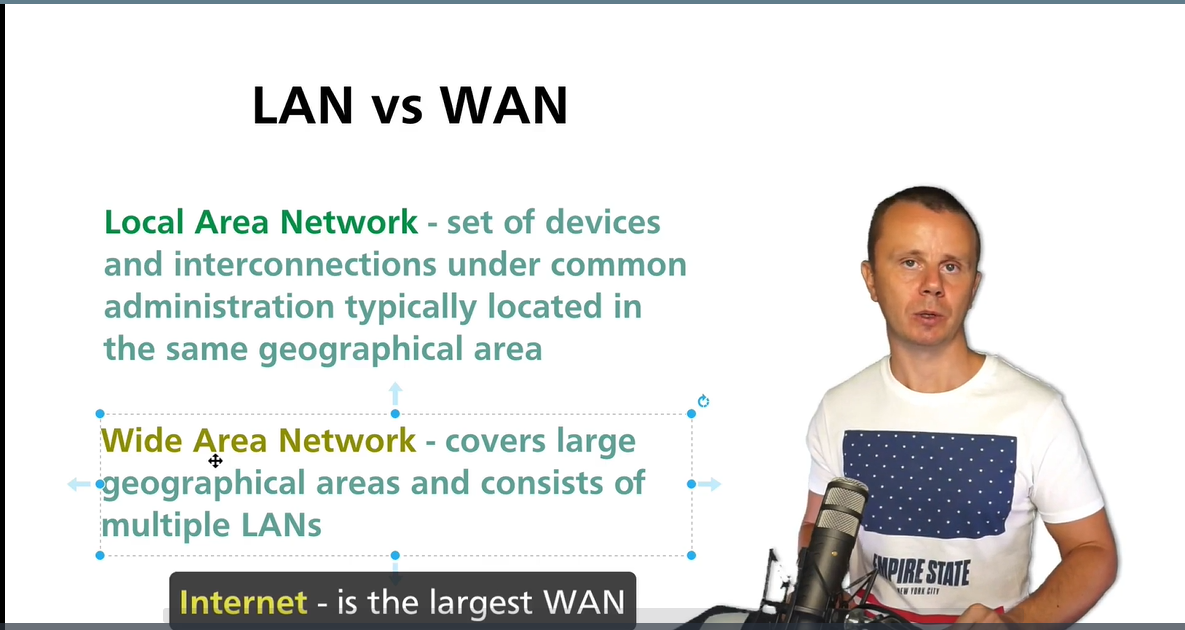 LAN vs WAN
Local Area Network - set of devices
and interconnections under common
administration typically located in
the same geographical area
Wide Area Network - covers large
geographical areas and consists of
multiple LANs
Internet - is the largest WAN
EMPIRE STATE
NEW YORK CITY